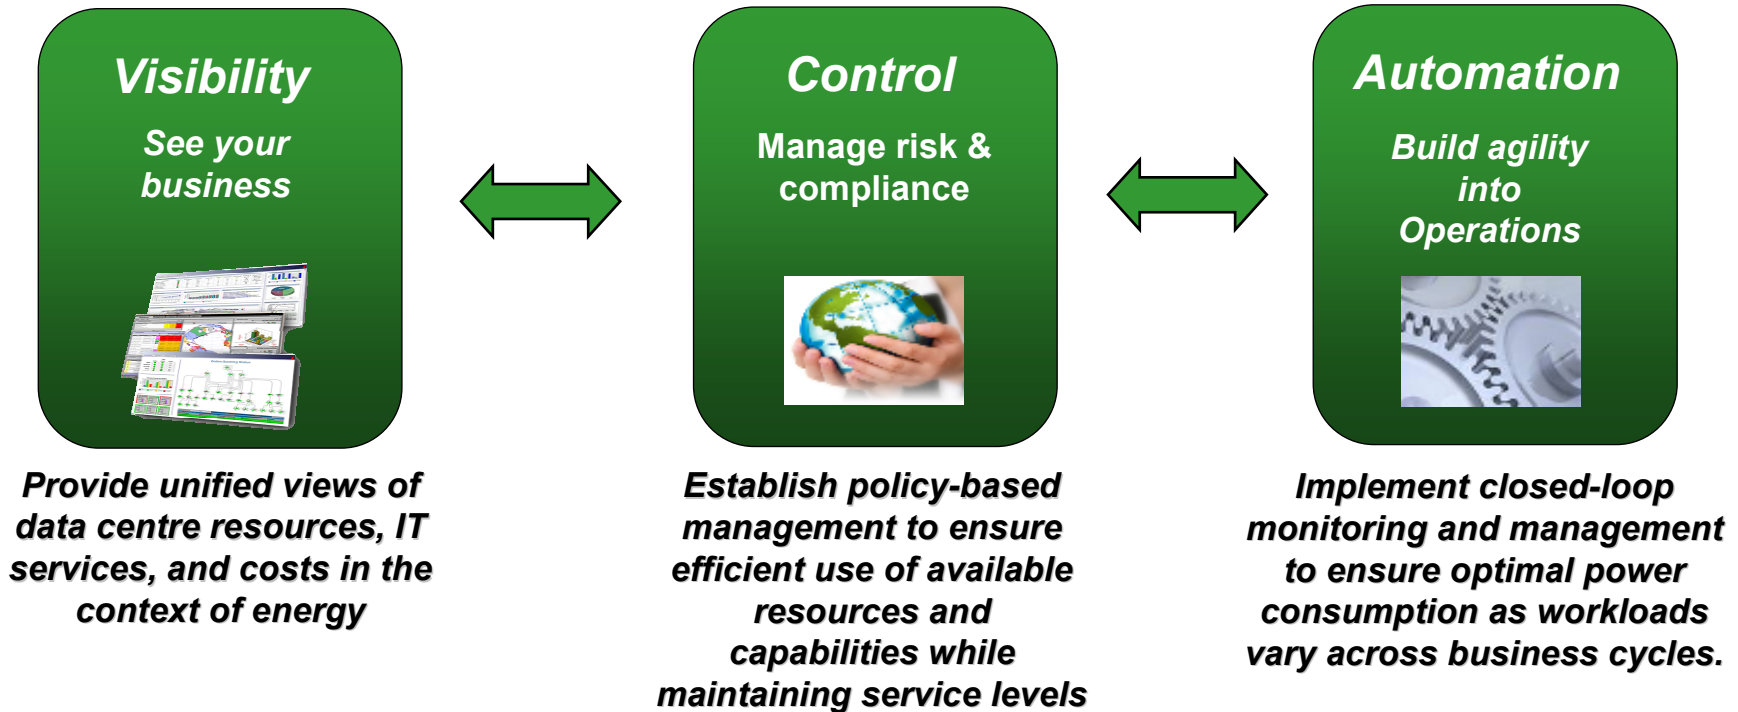 Visibility
See your
business
Provide unified views of
data centre resources, IT
services, and costs in the
context of energy
Control
Manage risk &
compliance
Establish policy-based
management to ensure
efficient use of available
resources and
capabilities while
maintaining service levels
Automation
Build agility
into
Operations
Implement closed-loop
monitoring and management
to ensure optimal power
consumption as workloads
vary across business cycles.